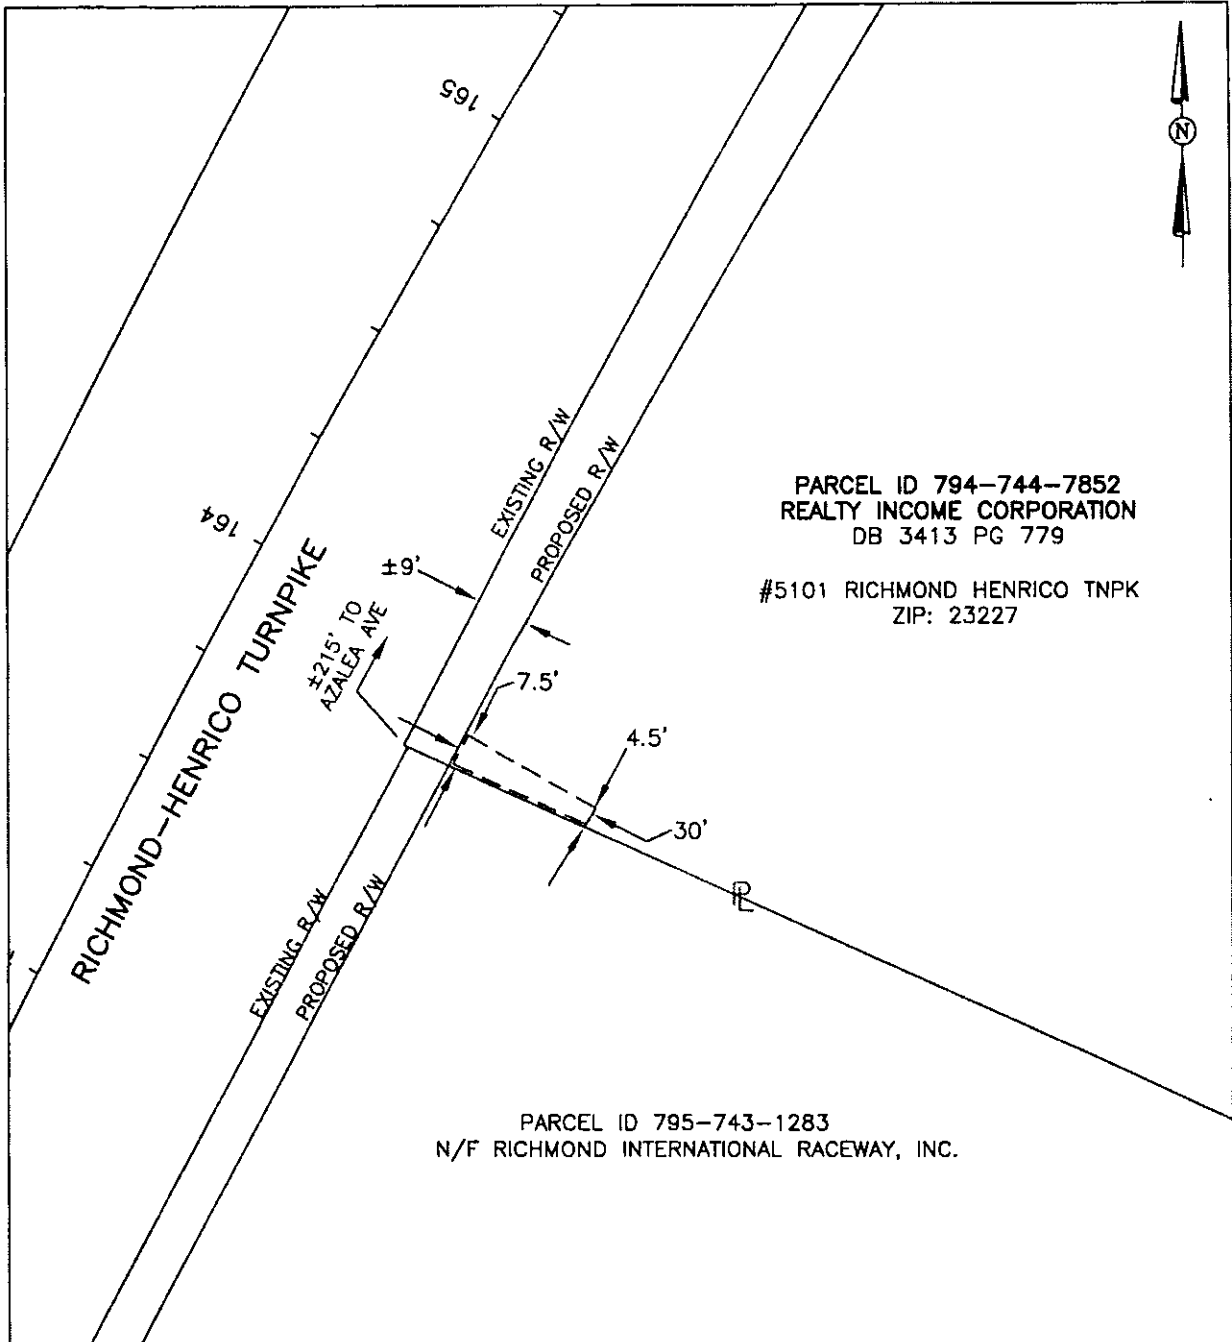 165
N
EXISTING R/W
PROPOSED R/W
PARCEL ID 794-744-7852
REALTY INCOME CORPORATION
DB 3413 PG 779
#5101 RICHMOND HENRICO TNPK
ZIP: 23227
164
±9'
±215' TO
AZALEA AVE
RICHMOND-HENRICO TURNPIKE
7.5'
4.5'
30'
PL
EXISTING R/W
PROPOSED R/W
PARCEL ID 795-743-1283
N/F RICHMOND INTERNATIONAL RACEWAY, INC.